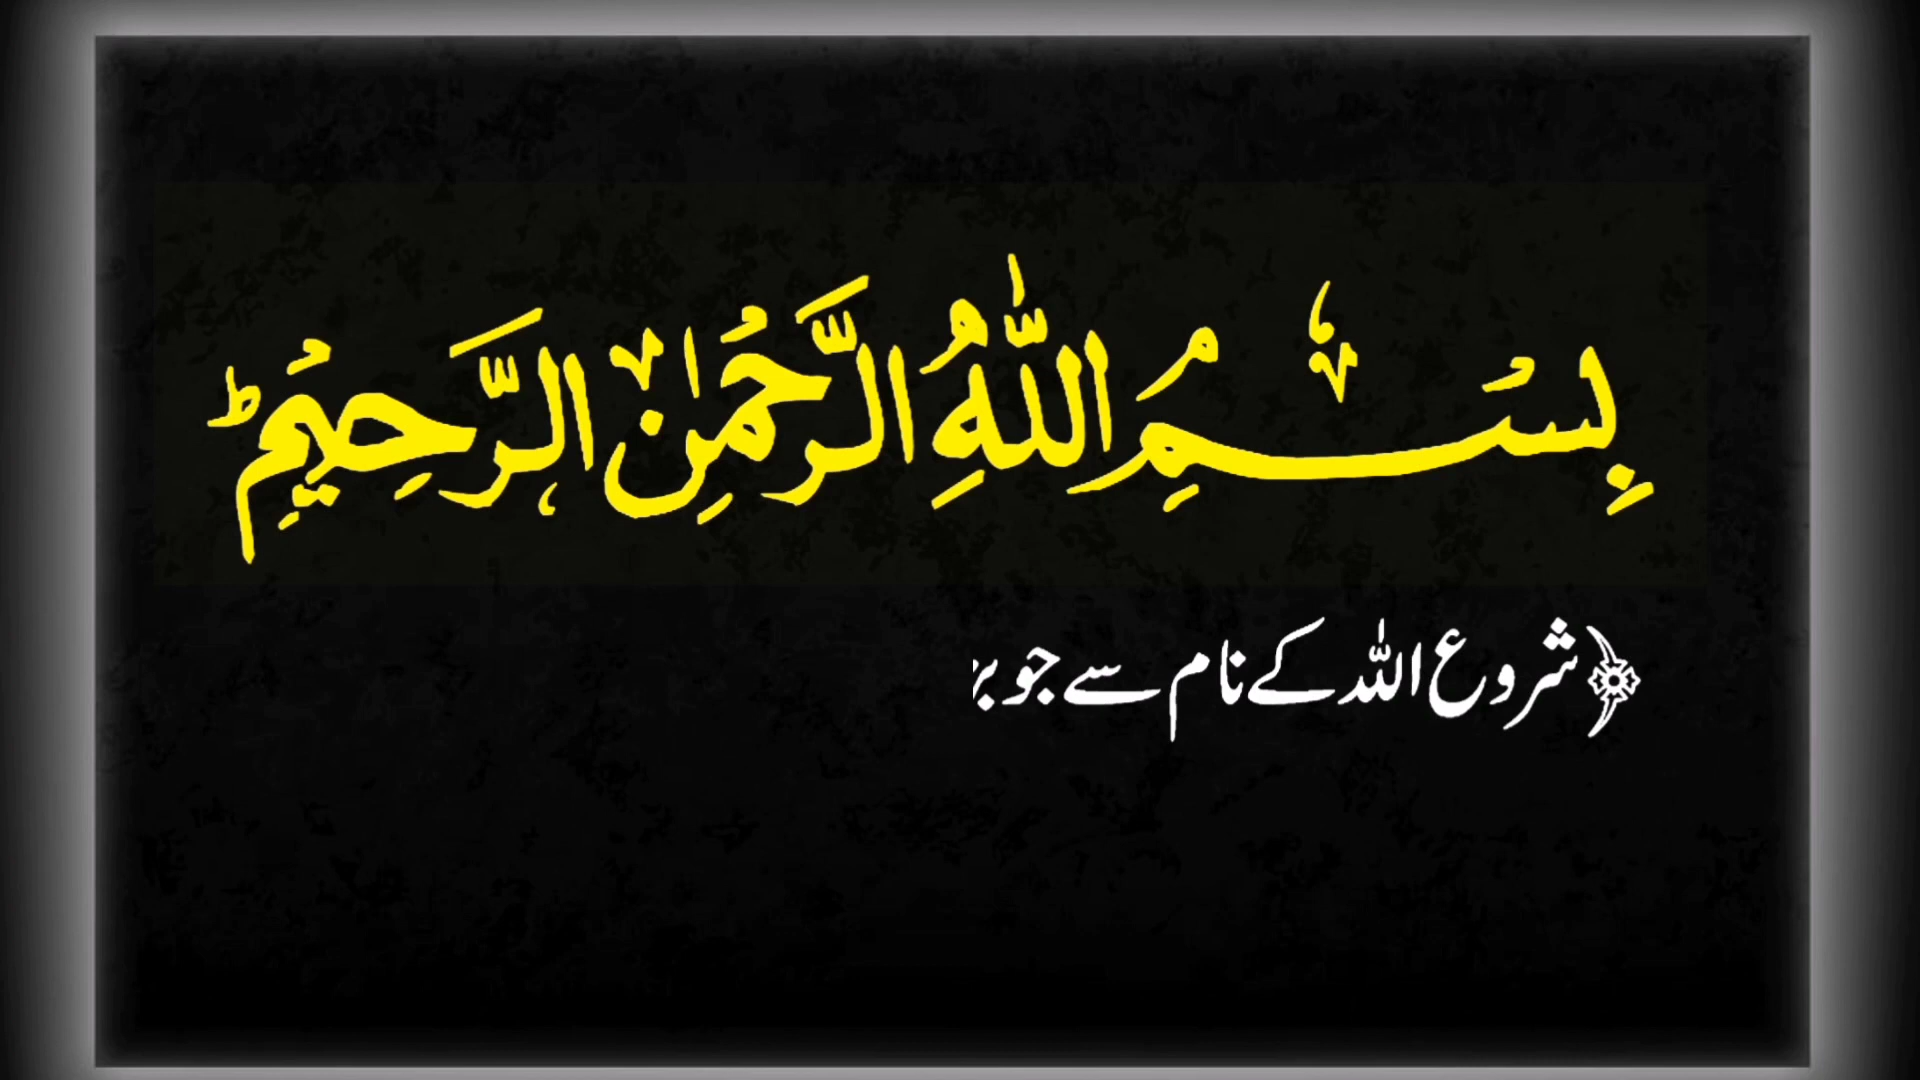 بِسْمِ اللّٰهِ الرَّحْمٰنِ الرَّحِيْمِ ؕ
﴿شروع اللہ کے نام سے جو